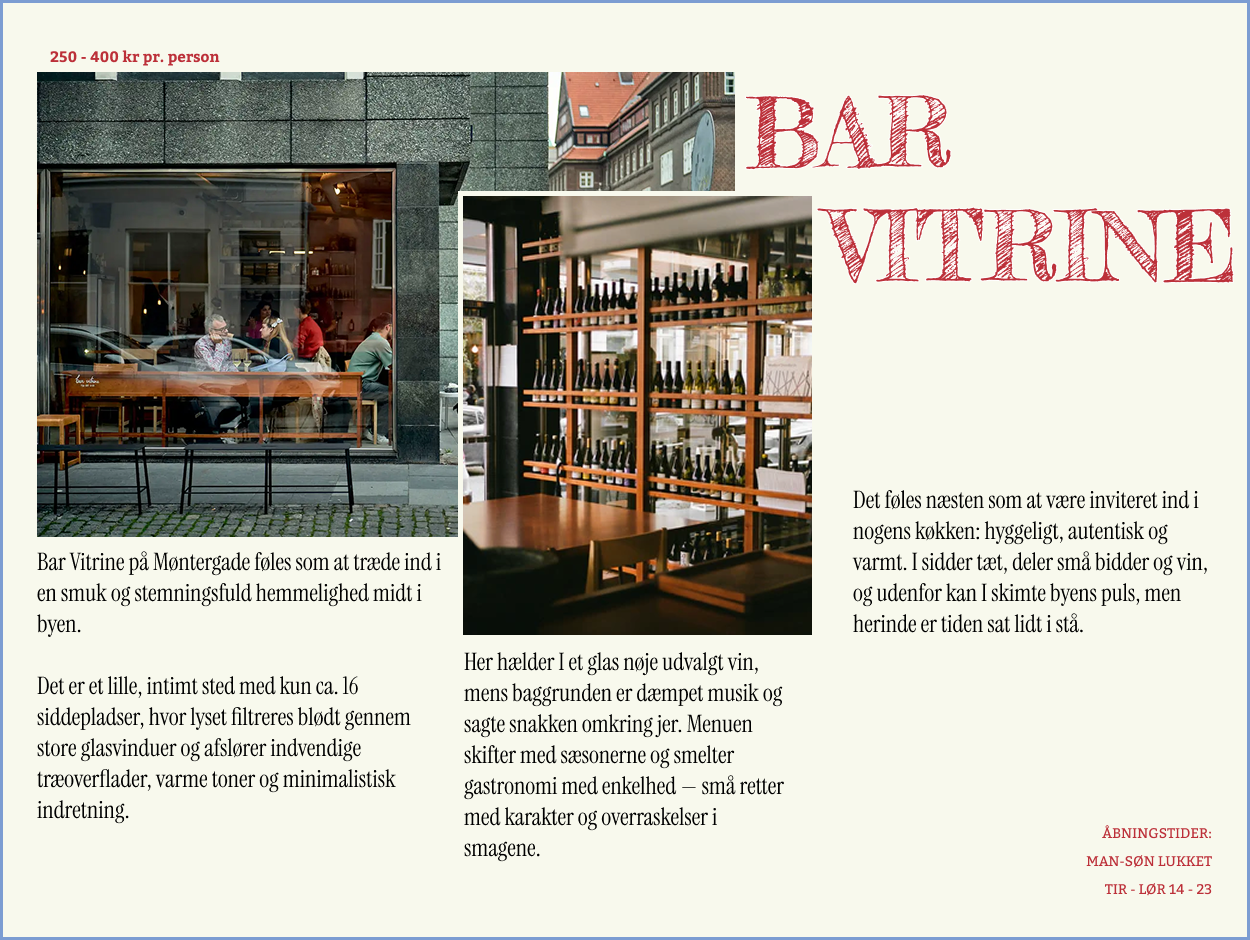 250 - 400 kr pr. person
BAR
VITRINE
bar vitrine
Bar Vitrine på Møntergade føles som at træde ind i
en smuk og stemningsfuld hemmelighed midt i
byen.
Det er et lille, intimt sted med kun ca. 16
siddepladser, hvor lyset filtreres blødt gennem
store glasvinduer og afslører indvendige
træoverflader, varme toner og minimalistisk
indretning.
Her hælder I et glas nøje udvalgt vin,
mens baggrunden er dæmpet musik og
sagte snakken omkring jer. Menuen
skifter med sæsonerne og smelter
gastronomi med enkelhed — små retter
med karakter og overraskelser i
smagene.
Det føles næsten som at være inviteret ind i
nogens køkken: hyggeligt, autentisk og
varmt. I sidder tæt, deler små bidder og vin,
og udenfor kan I skimte byens puls, men
herinde er tiden sat lidt i stå.
ÅBNINGSTIDER:
MAN-SØN LUKKET
TIR - LØR 14 - 23